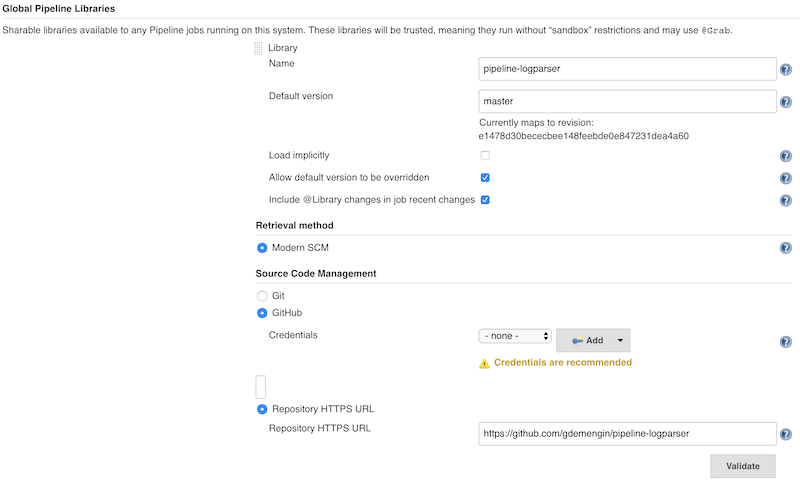 Global Pipeline Libraries
Sharable libraries available to any Pipeline jobs running on this system. These libraries will be trusted, meaning they run without “sandbox” restrictions and may use @Grab.
Library
Name
pipeline-logparser
Default version
master
Currently maps to revision:
e1478d30bececbee148feebde0e847231dea4a60
Load implicitly
Allow default version to be overridden
Include @Library changes in job recent changes
Retrieval method
Modern SCM
Source Code Management
Git
GitHub
Credentials
- none -
Add
Credentials are recommended
Repository HTTPS URL
Repository HTTPS URL
https://github.com/gdemengin/pipeline-logparser
Validate